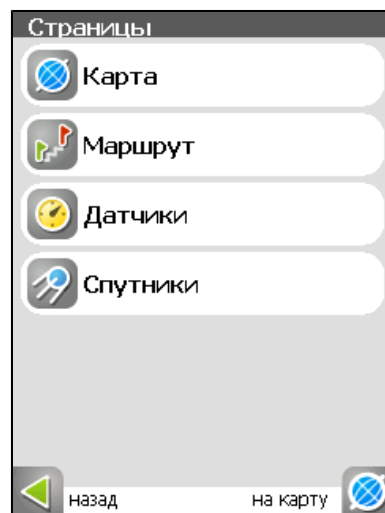 Страницы
Карта
Маршрут
Датчики
Спутники
назад на карту